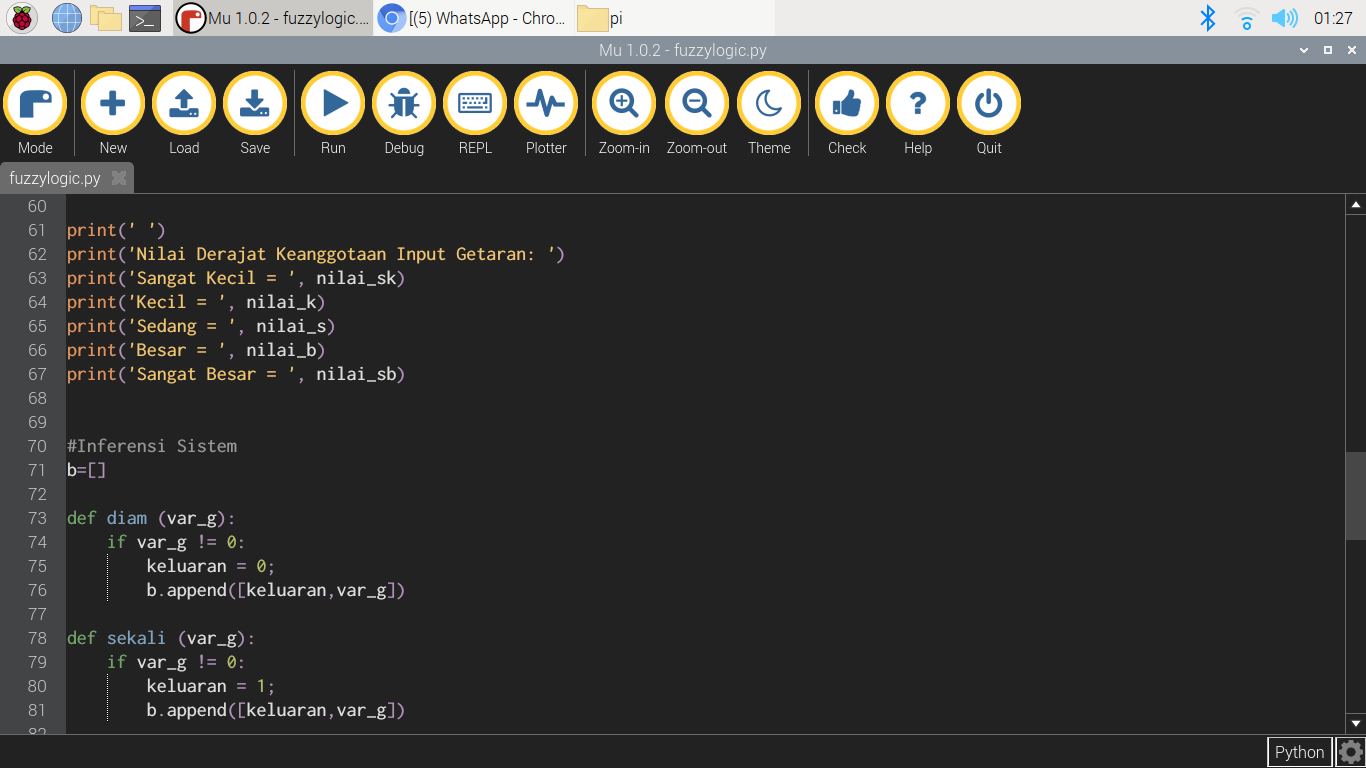 Mu 1.0.2 - fuzzylogic....
[(5) WhatsApp - Chro...
pi
01:27
Mu 1.0.2 - fuzzylogic.py
Mode
New
Load
Save
Run
Debug
REPL
Plotter
Zoom-in
Zoom-out
Theme
Check
Help
Quit
fuzzylogic.py
60
61 print(' ')
62 print('Nilai Derajat Keanggotaan Input Getaran: ')
63 print('Sangat Kecil = ', nilai_sk)
64 print('Kecil = ', nilai_k)
65 print('Sedang = ', nilai_s)
66 print('Besar = ', nilai_b)
67 print('Sangat Besar = ', nilai_sb)
68
69
70 #Inferensi Sistem
71 b=[]
72
73 def diam (var_g):
74     if var_g != 0:
75         keluaran = 0;
76         b.append([keluaran,var_g])
77
78 def sekali (var_g):
79     if var_g != 0:
80         keluaran = 1;
81         b.append([keluaran,var_g])
82
Python